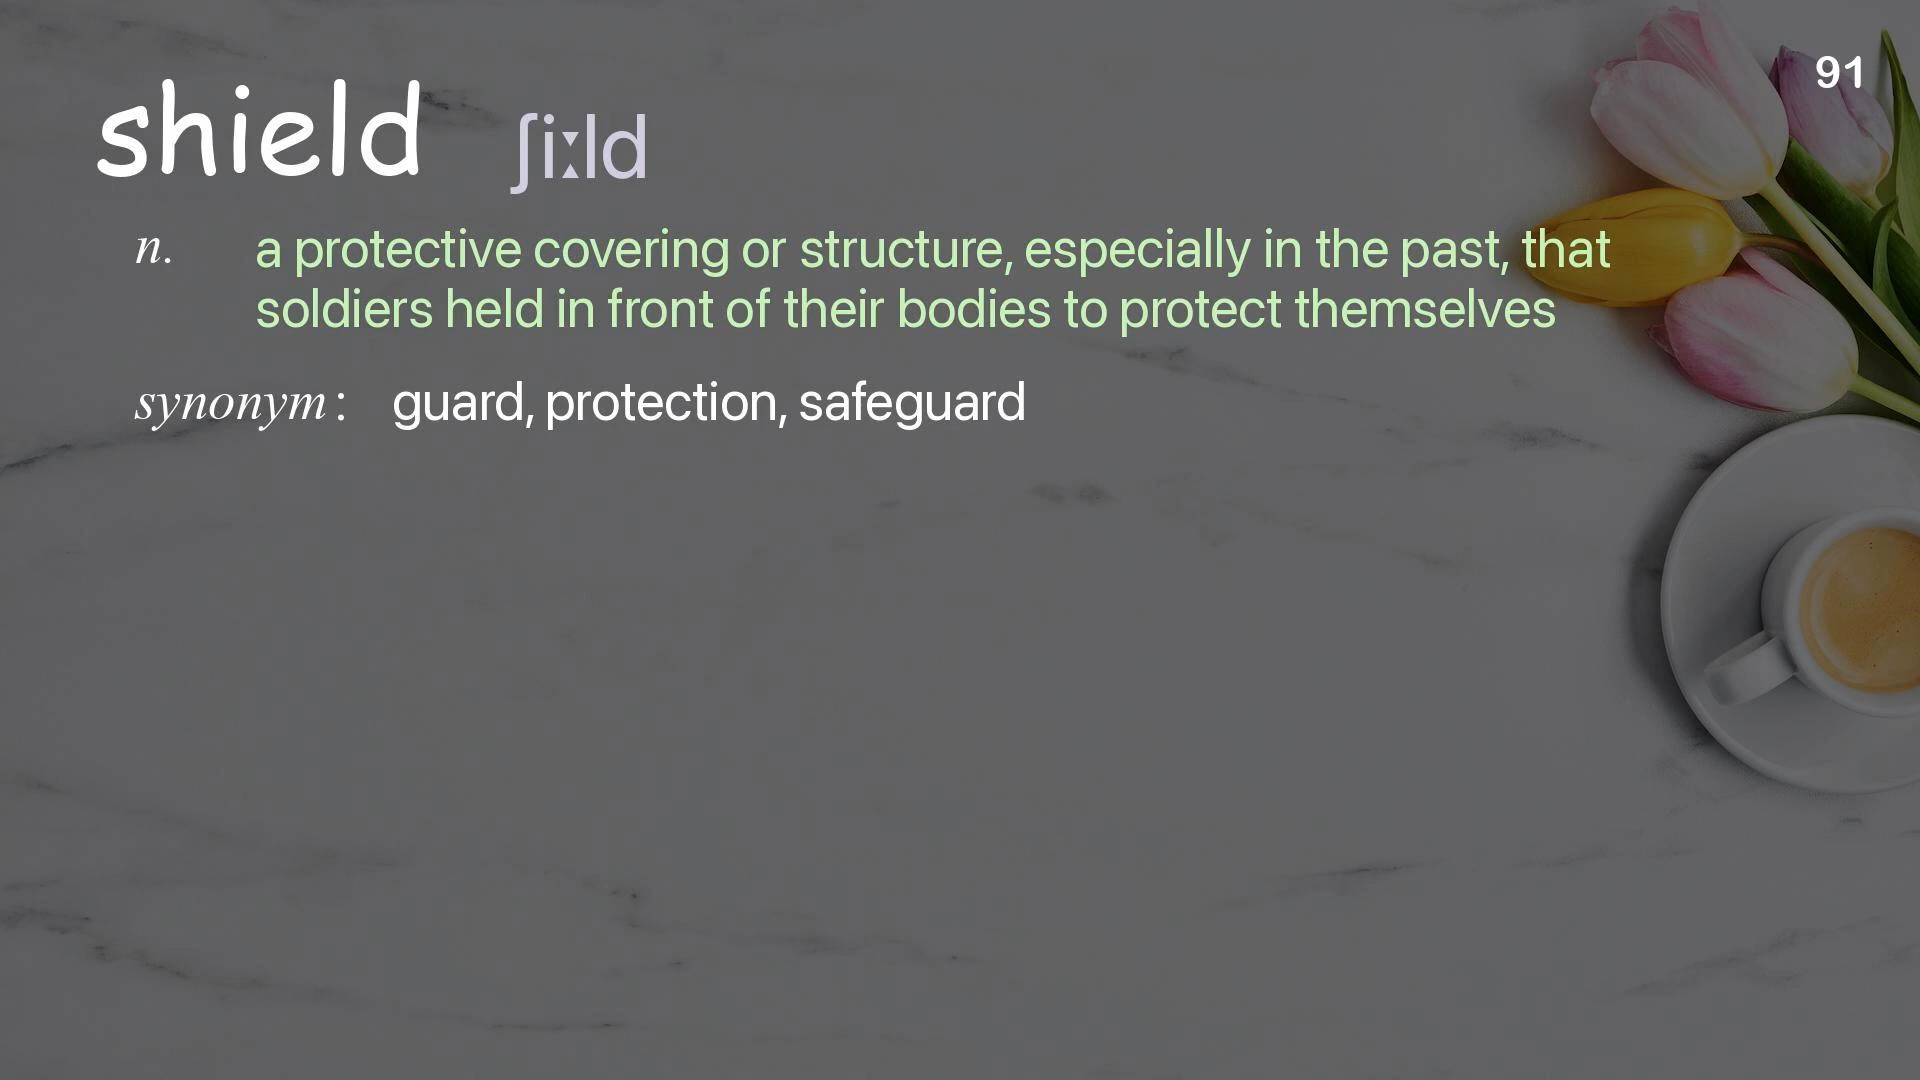 91
shield ʃiːld
n. a protective covering or structure, especially in the past, that
soldiers held in front of their bodies to protect themselves
synonym: guard, protection, safeguard